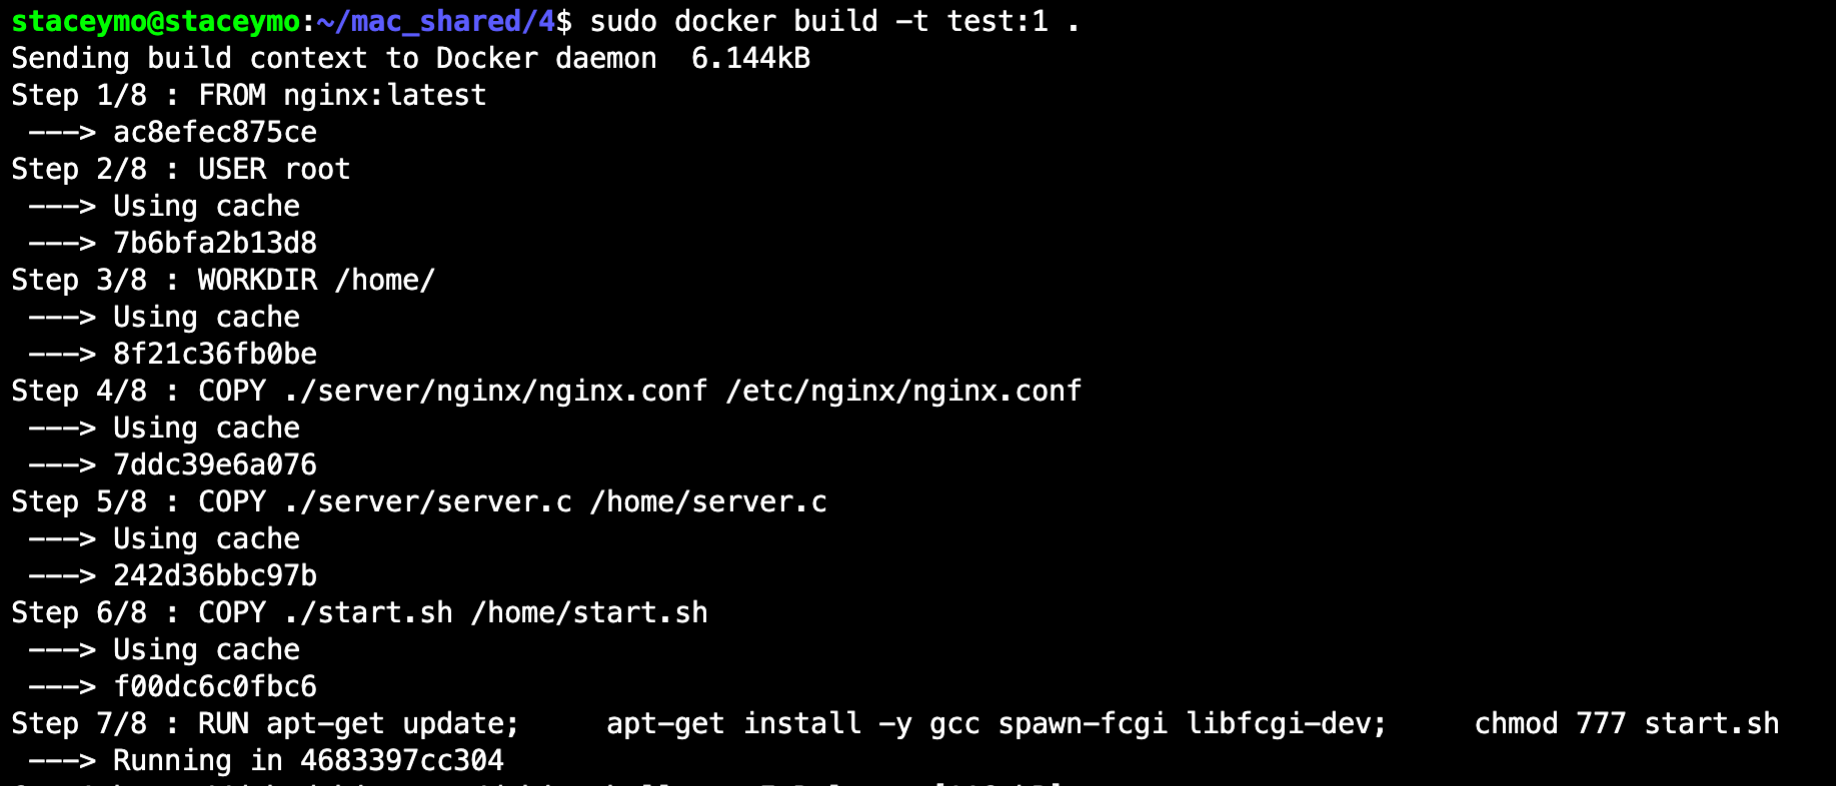 staceymo@staceymo:~/mac_shared/4$ sudo docker build -t test:1 .
Sending build context to Docker daemon  6.144kB
Step 1/8 : FROM nginx:latest
 ---> ac8efec875ce
Step 2/8 : USER root
 ---> Using cache
 ---> 7b6bfa2b13d8
Step 3/8 : WORKDIR /home/
 ---> Using cache
 ---> 8f21c36fb0be
Step 4/8 : COPY ./server/nginx/nginx.conf /etc/nginx/nginx.conf
 ---> Using cache
 ---> 7ddc39e6a076
Step 5/8 : COPY ./server/server.c /home/server.c
 ---> Using cache
 ---> 242d36bbc97b
Step 6/8 : COPY ./start.sh /home/start.sh
 ---> Using cache
 ---> f00dc6c0fbc6
Step 7/8 : RUN apt-get update;     apt-get install -y gcc spawn-fcgi libfcgi-dev;     chmod 777 start.sh
 ---> Running in 4683397cc304